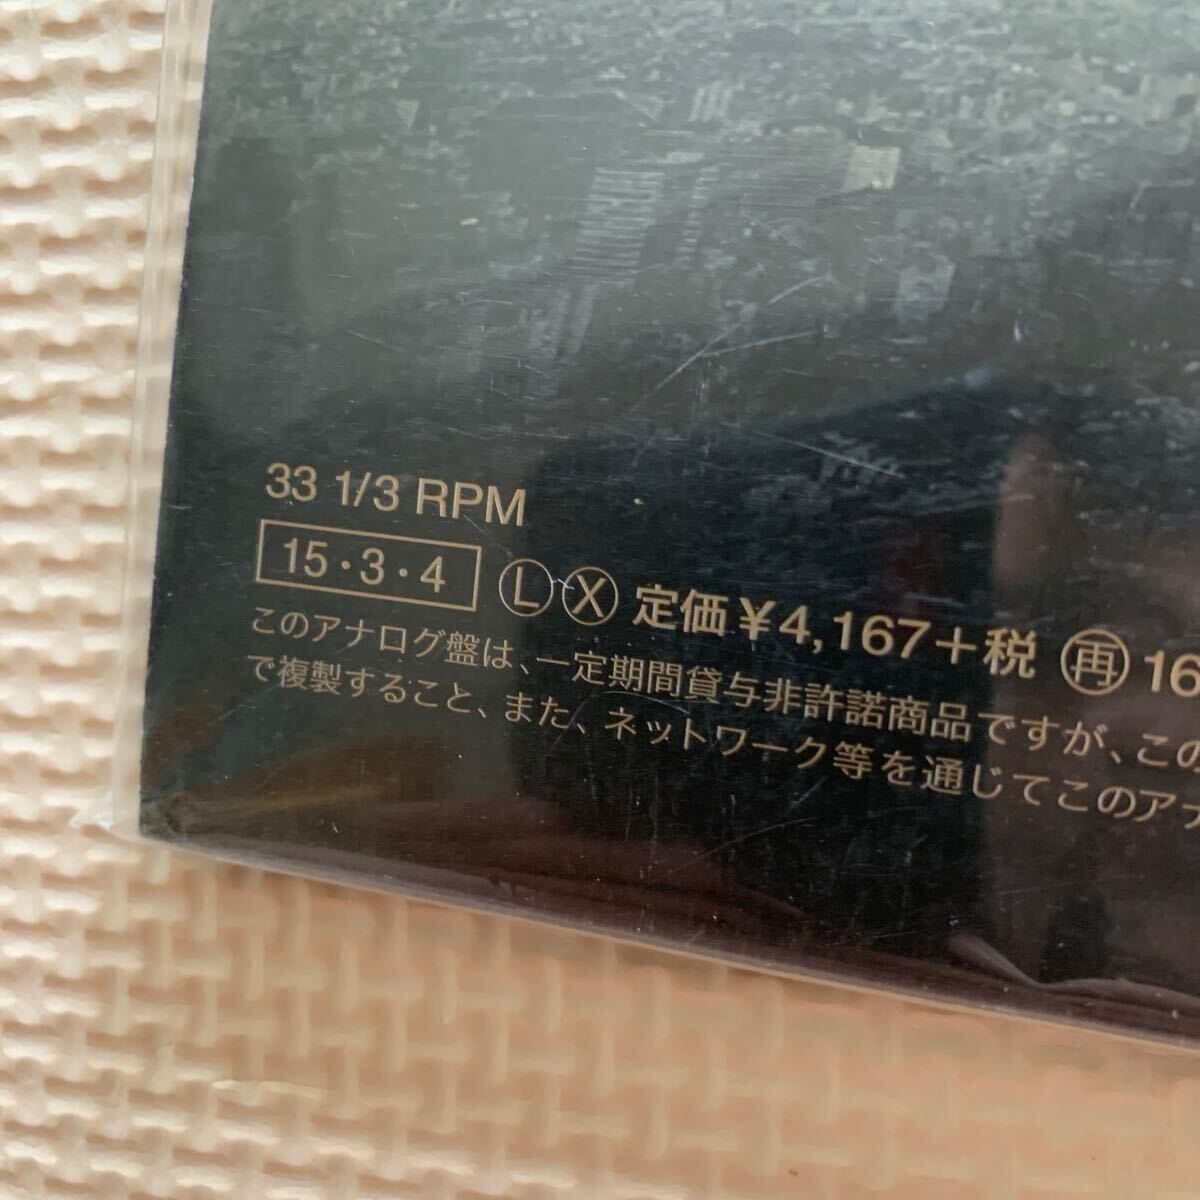 33 1/3 RPM
15・3・4 Ⓛ Ⓧ 定価¥4,167+税 ㊢ 16
このアナログ盤は、一定期間貸与非許諾商品ですが、この
で複製すること、また、ネットワーク等を通じてこのアナ